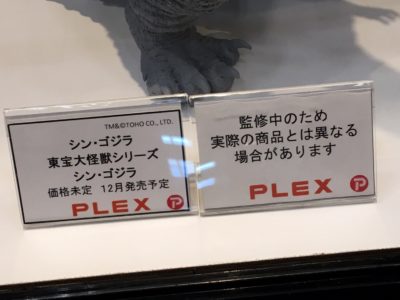 TM&©TOHO CO., LTD.
シン・ゴジラ
東宝大怪獣シリーズ
シン・ゴジラ
価格未定 12月発売予定
PLEX P
監修中のため
実際の商品とは異なる
場合があります
PLEX P